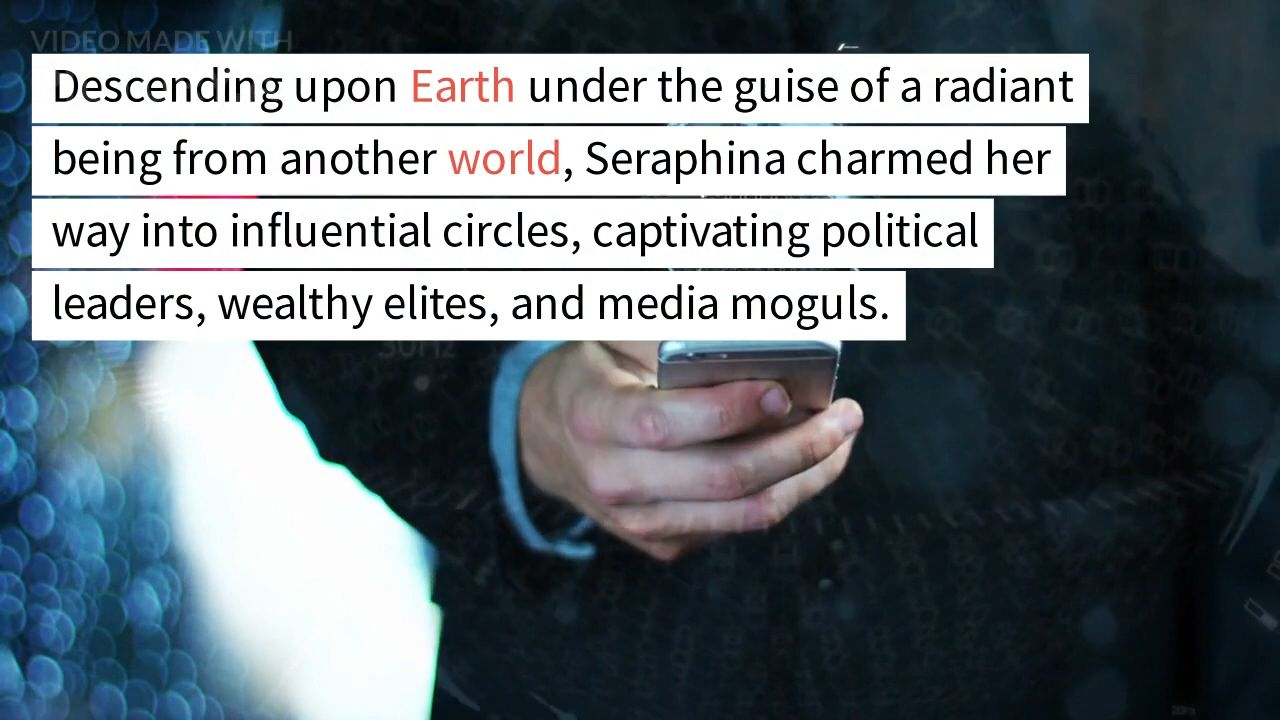 VIDEO MADE WITH
Descending upon Earth under the guise of a radiant
being from another world, Seraphina charmed her
way into influential circles, captivating political
leaders, wealthy elites, and media moguls.